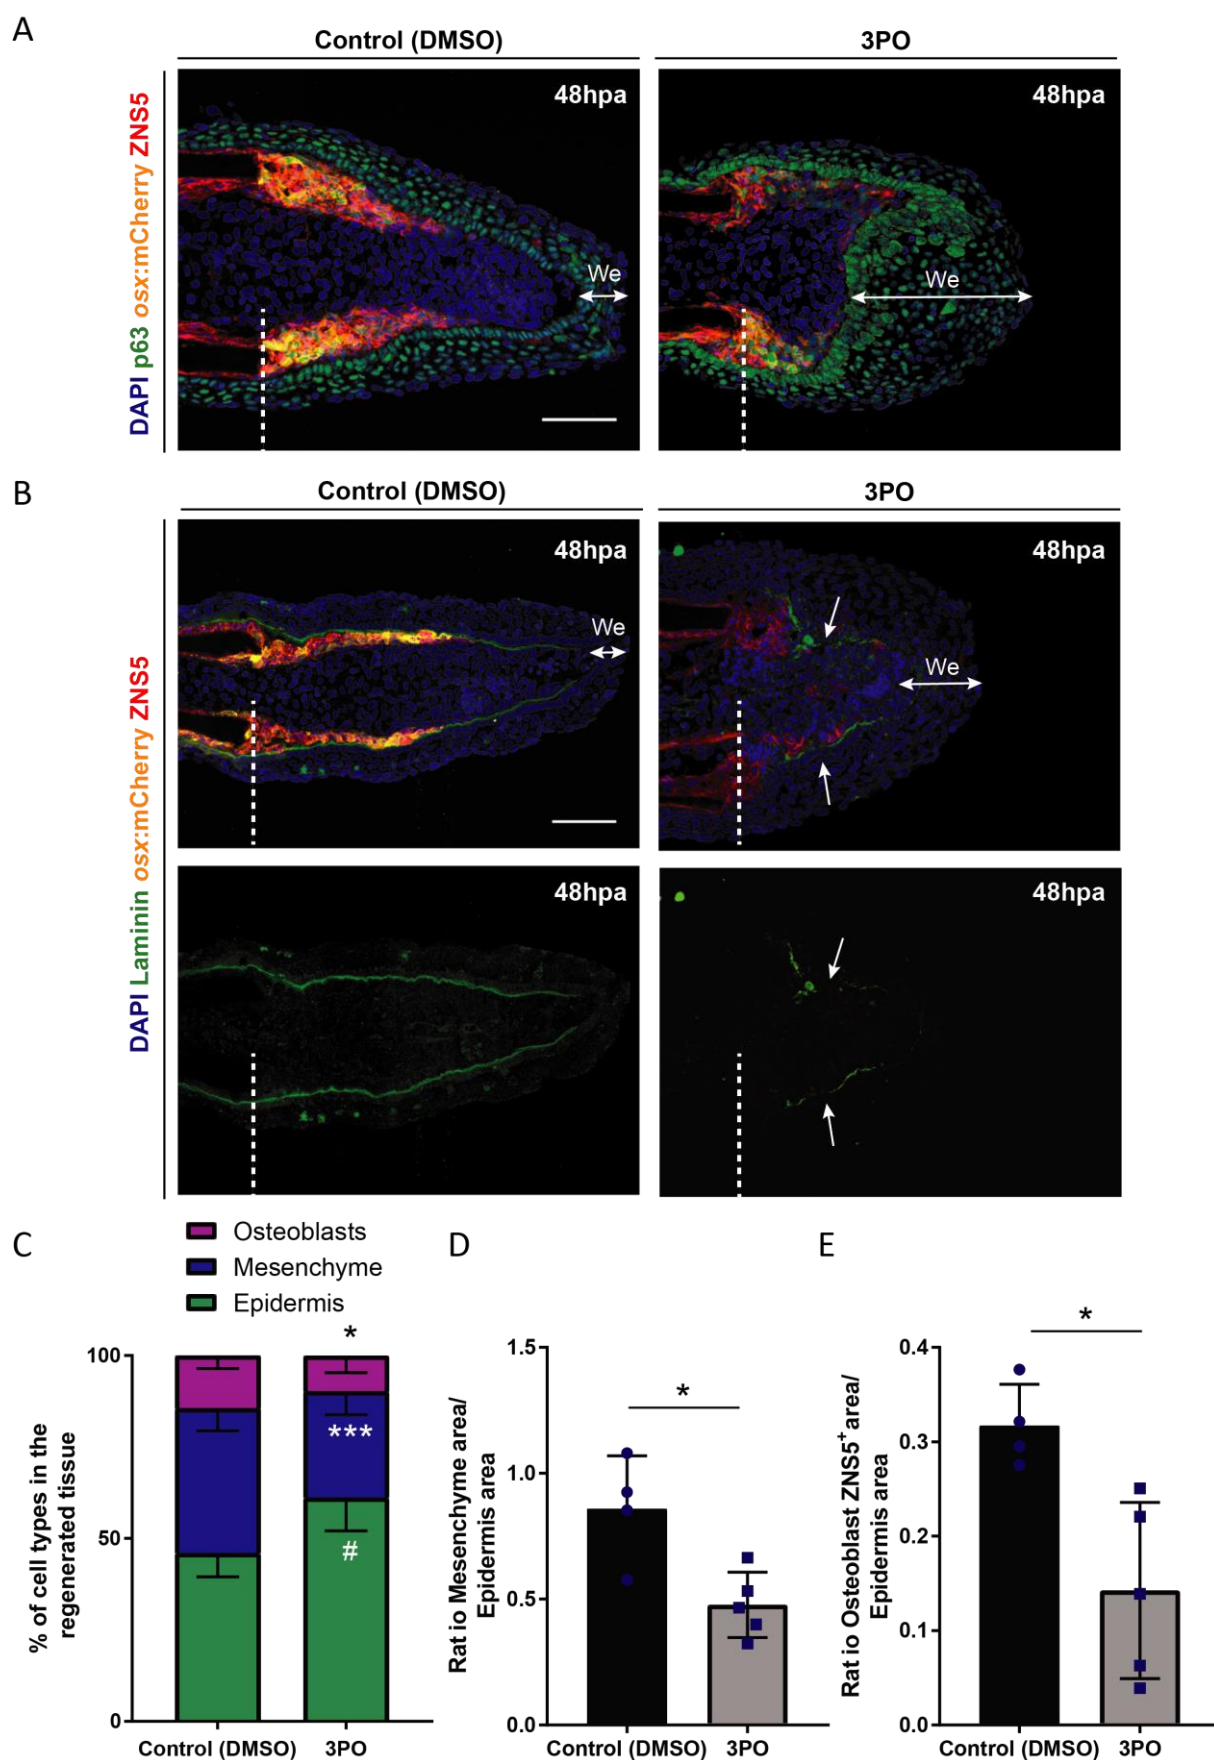 A
Control (DMSO)
3PO
DAPI p63 osx:mCherry ZNS5
48hpa
We
48hpa
We
B
Control (DMSO)
3PO
DAPI Laminin osx:mCherry ZNS5
48hpa
We
48hpa
We
48hpa
48hpa
C
Osteoblasts
Mesenchyme
Epidermis
% of cell types in the
regenerated tissue
100
50
0
*
***
#
Control (DMSO)
3PO
D
Rat io Mesenchyme area/
Epidermis area
1.5
1.0
0.5
0.0
*
Control (DMSO)
3PO
E
Rat io Osteoblast ZNS5⁺ area/
Epidermis area
0.4
0.3
0.2
0.1
0.0
*
Control (DMSO)
3PO